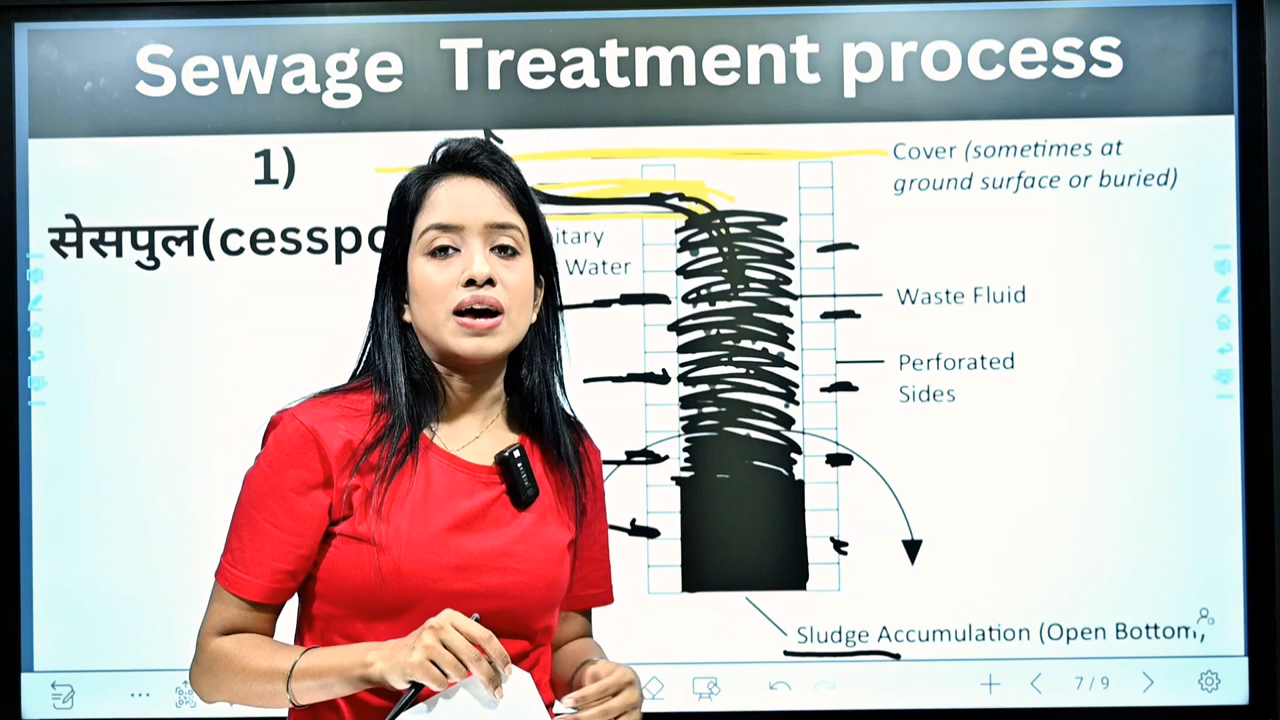 Sewage Treatment process
1)
सेसपुल(cesspo
Cover (sometimes at
ground surface or buried)
itary
Water
Waste Fluid
Perforated
Sides
Sludge Accumulation (Open Bottom,
7/9